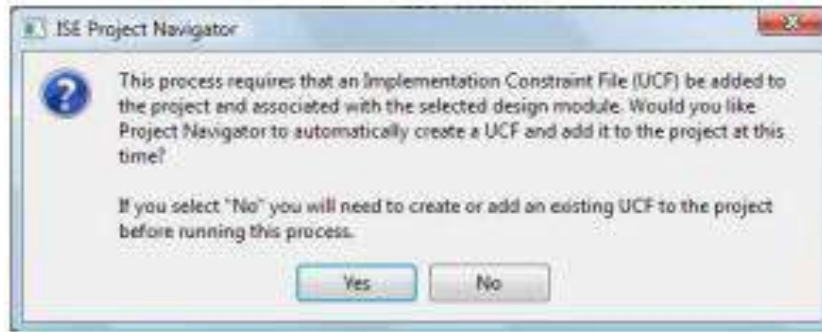 ISE Project Navigator
This process requires that an Implementation Constraint File (UCF) be added to
the project and associated with the selected design module. Would you like
Project Navigator to automatically create a UCF and add it to the project at this
time?
If you select "No" you will need to create or add an existing UCF to the project
before running this process.
Yes
No